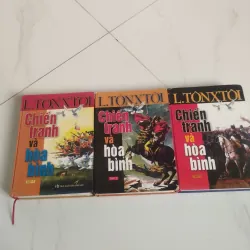 L.TÔNXTÔI
Chiến
tranh
và
hòa
bình
L.TÔNXTÔI
Chiến
tranh
và
hòa
bình
L.TÔNXTÔI
Chiến
tranh
và
hòa
bình